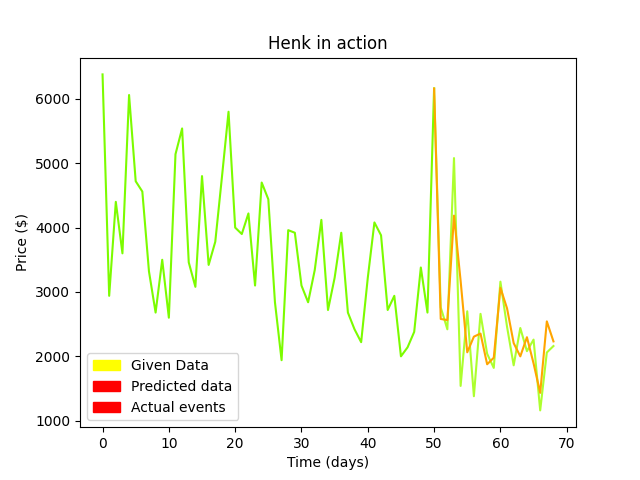 Henk in action
Price ($)
6000
5000
4000
3000
2000
1000
Given Data
Predicted data
Actual events
0 10 20 30 40 50 60 70
Time (days)